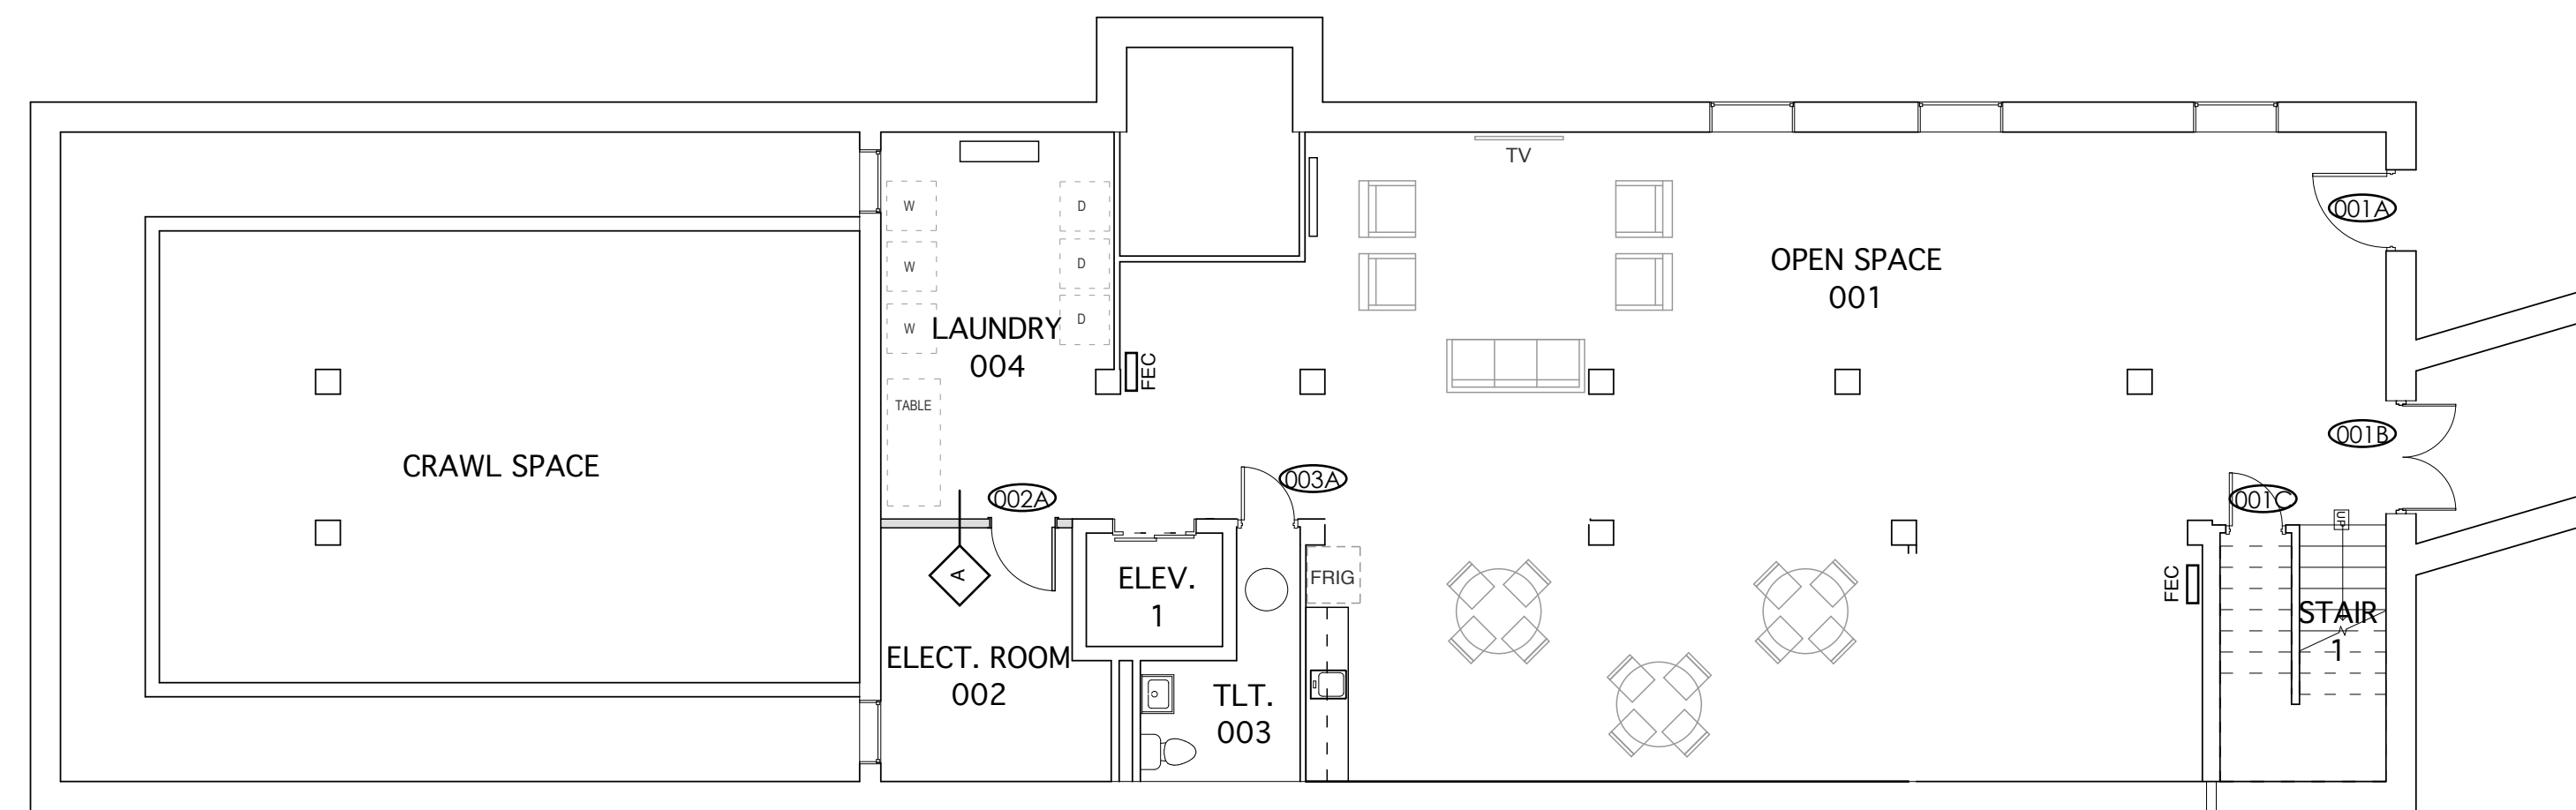 TV
W
D
001A
OPEN SPACE
001
W
D
W
LAUNDRY
004
D
FEC
TABLE
001B
CRAWL SPACE
003A
002A
001C
UP
A
ELEV.
1
FRIG
FEC
STAIR
1
ELECT. ROOM
002
TLT.
003